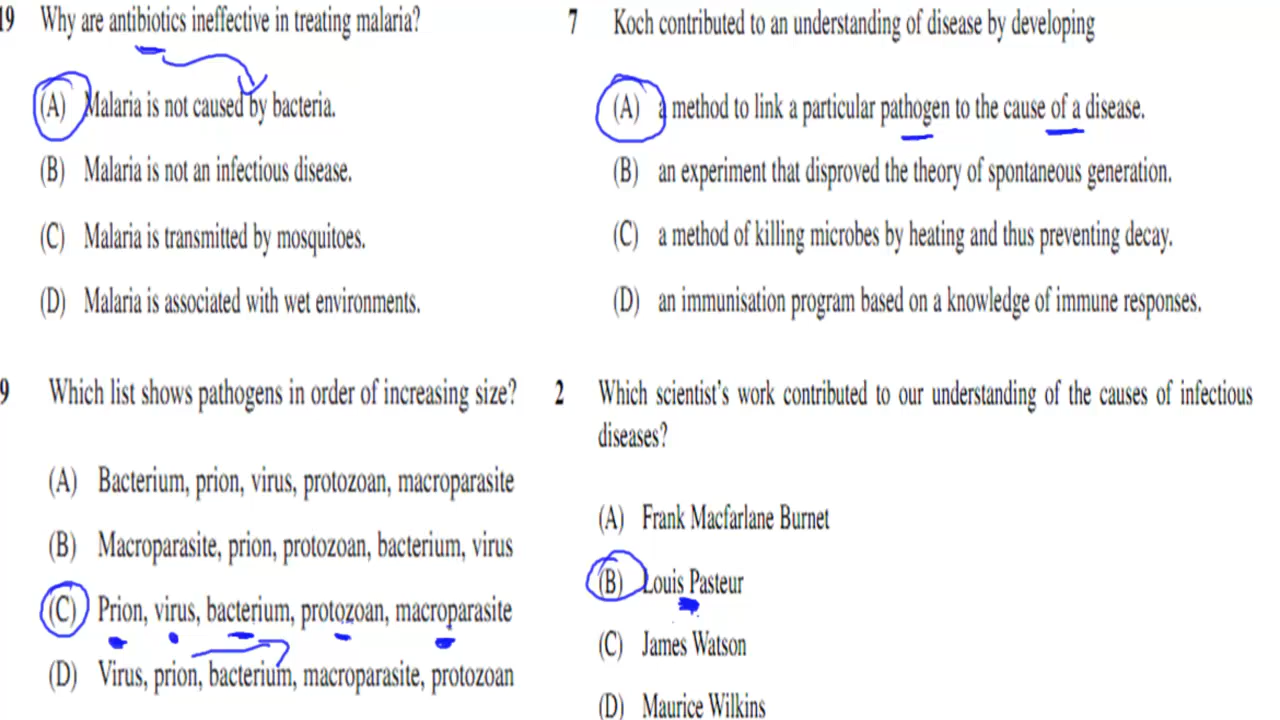 19 Why are antibiotics ineffective in treating malaria?
(A) Malaria is not caused by bacteria.
(B) Malaria is not an infectious disease.
(C) Malaria is transmitted by mosquitoes.
(D) Malaria is associated with wet environments.
7 Koch contributed to an understanding of disease by developing
(A) a method to link a particular pathogen to the cause of a disease.
(B) an experiment that disproved the theory of spontaneous generation.
(C) a method of killing microbes by heating and thus preventing decay.
(D) an immunisation program based on a knowledge of immune responses.
9 Which list shows pathogens in order of increasing size?
(A) Bacterium, prion, virus, protozoan, macroparasite
(B) Macroparasite, prion, protozoan, bacterium, virus
(C) Prion, virus, bacterium, protozoan, macroparasite
(D) Virus, prion, bacterium, macroparasite, protozoan
2 Which scientist's work contributed to our understanding of the causes of infectious
diseases?
(A) Frank Macfarlane Burnet
(B) Louis Pasteur
(C) James Watson
(D) Maurice Wilkins